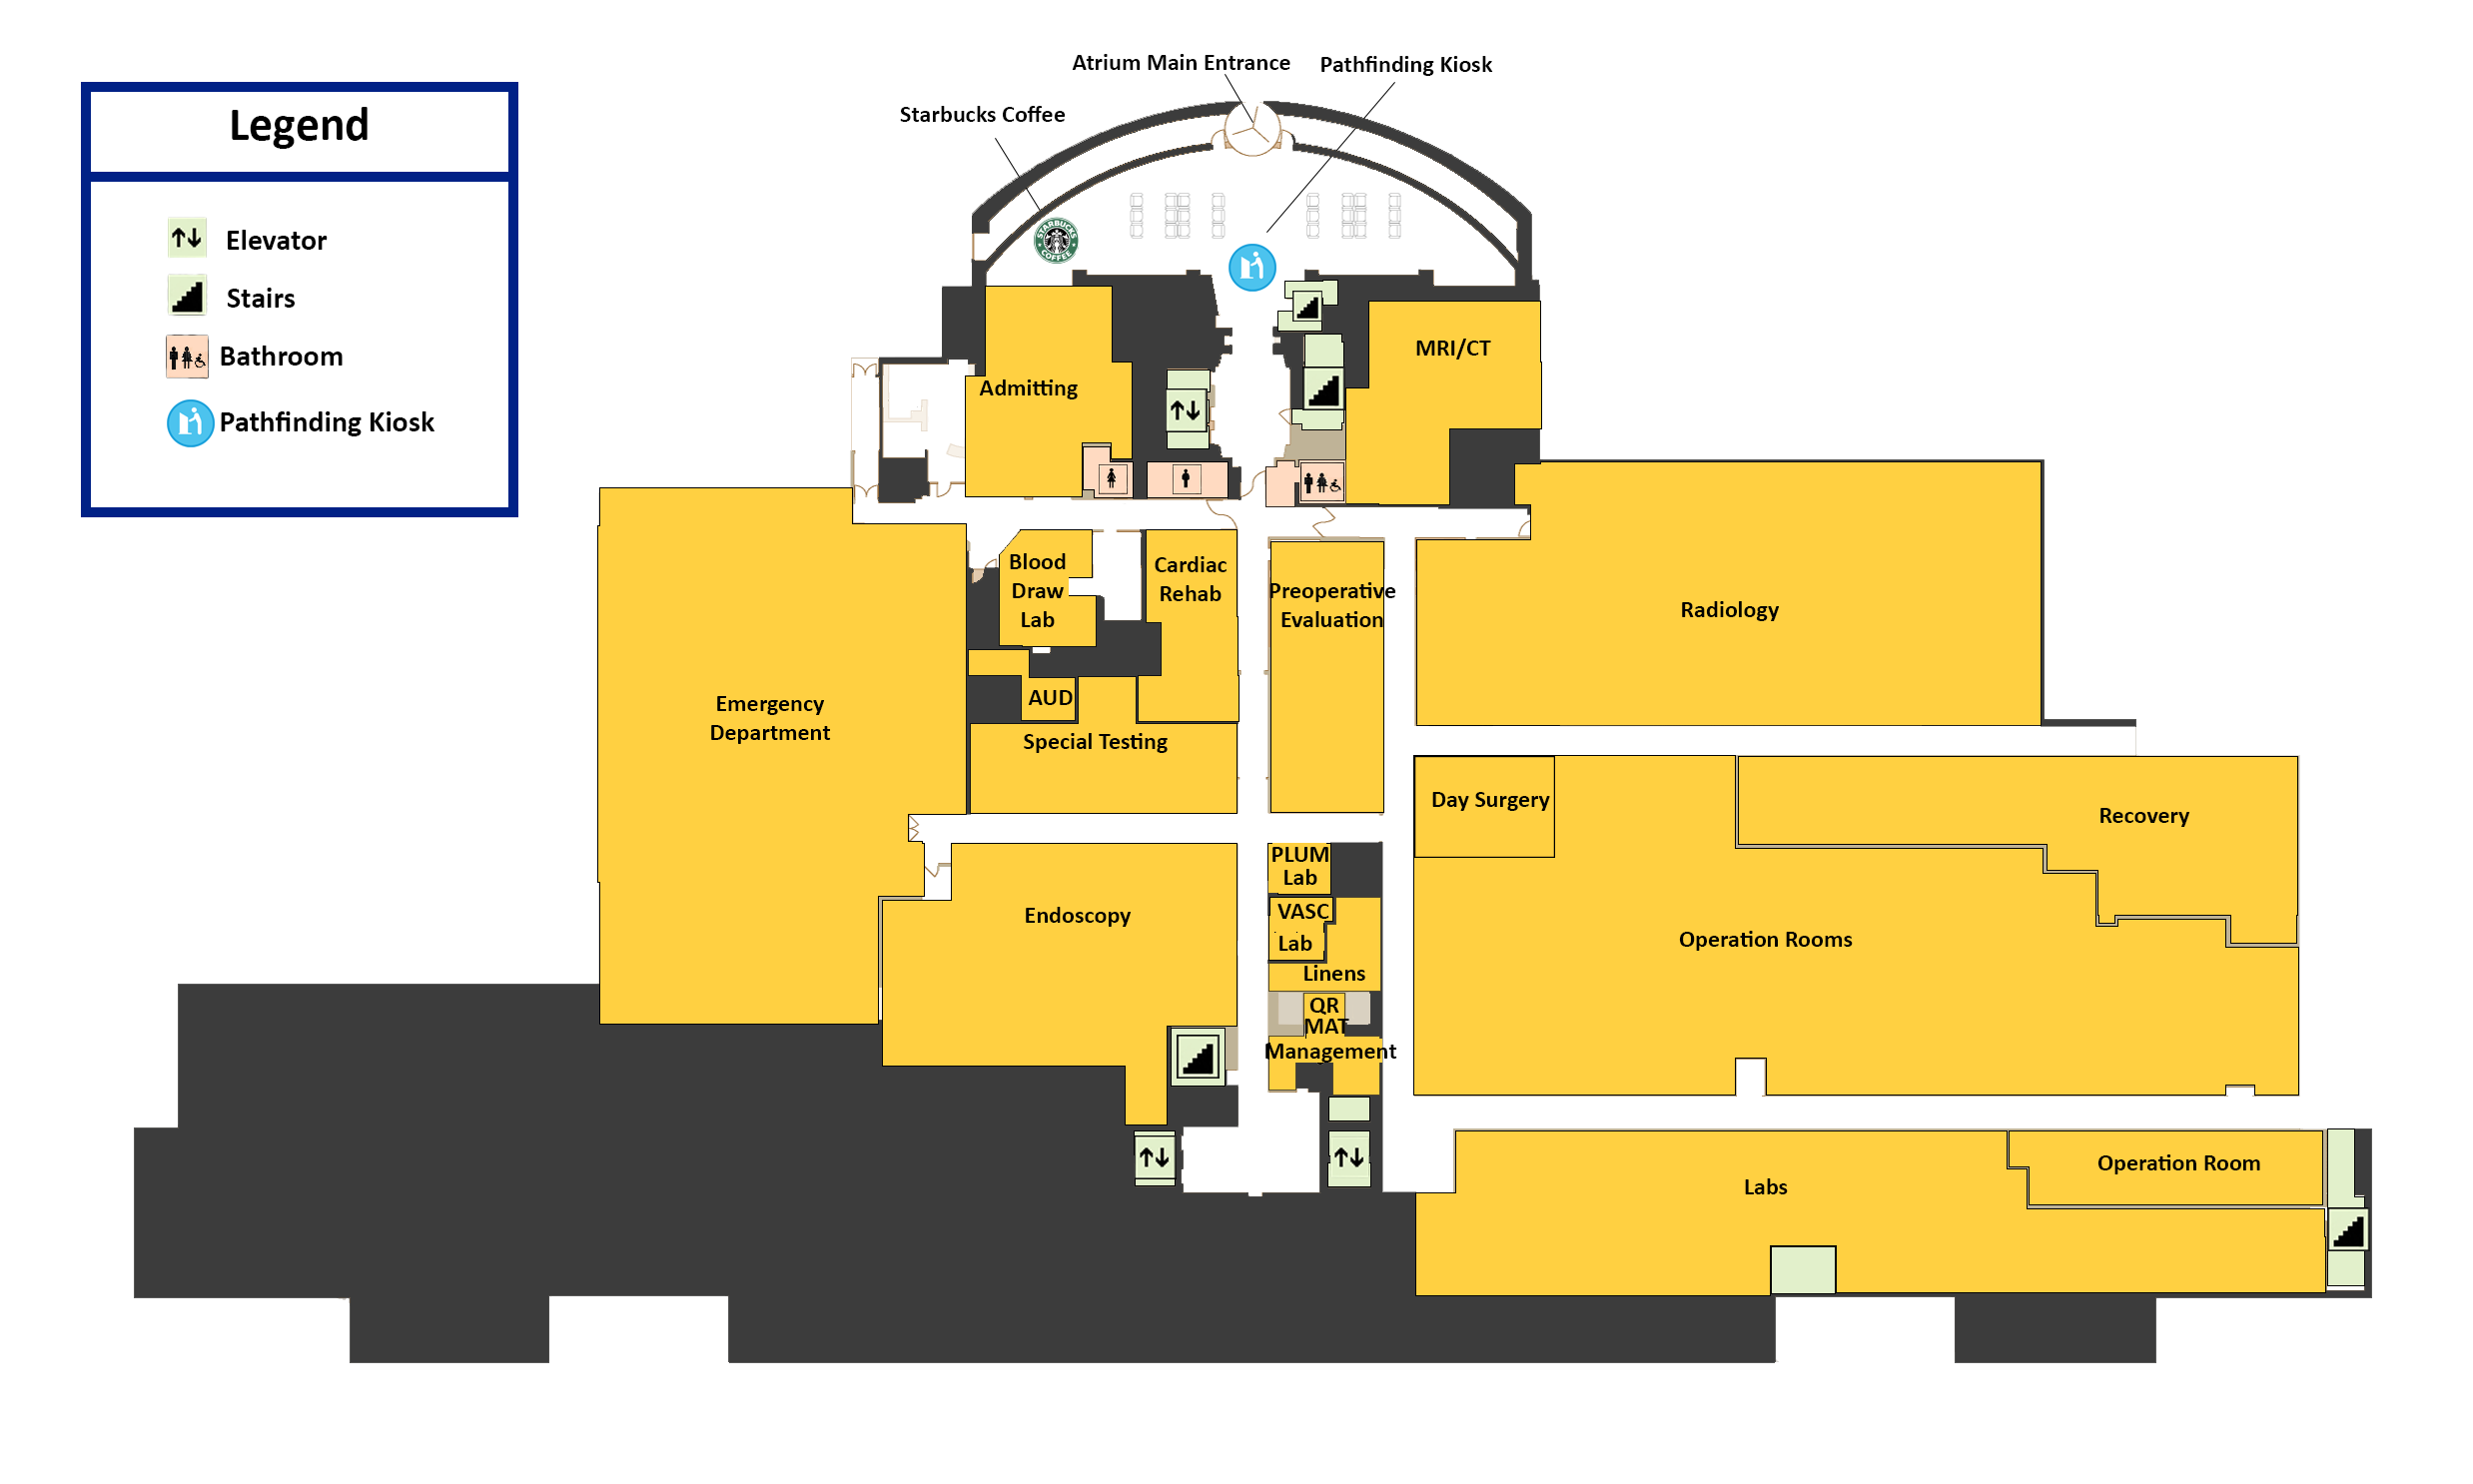 Atrium Main Entrance
Pathfinding Kiosk
Starbucks Coffee
Legend
Elevator
Stairs
Bathroom
Pathfinding Kiosk
STARBUCKS
COFFEE
MRI/CT
Admitting
Blood
Draw
Lab
Cardiac
Rehab
Preoperative
Evaluation
Radiology
Emergency
Department
AUD
Special Testing
Day Surgery
Recovery
PLUM
Lab
VASC
Lab
Linens
Endoscopy
Operation Rooms
QR
MAT
Management
Operation Room
Labs